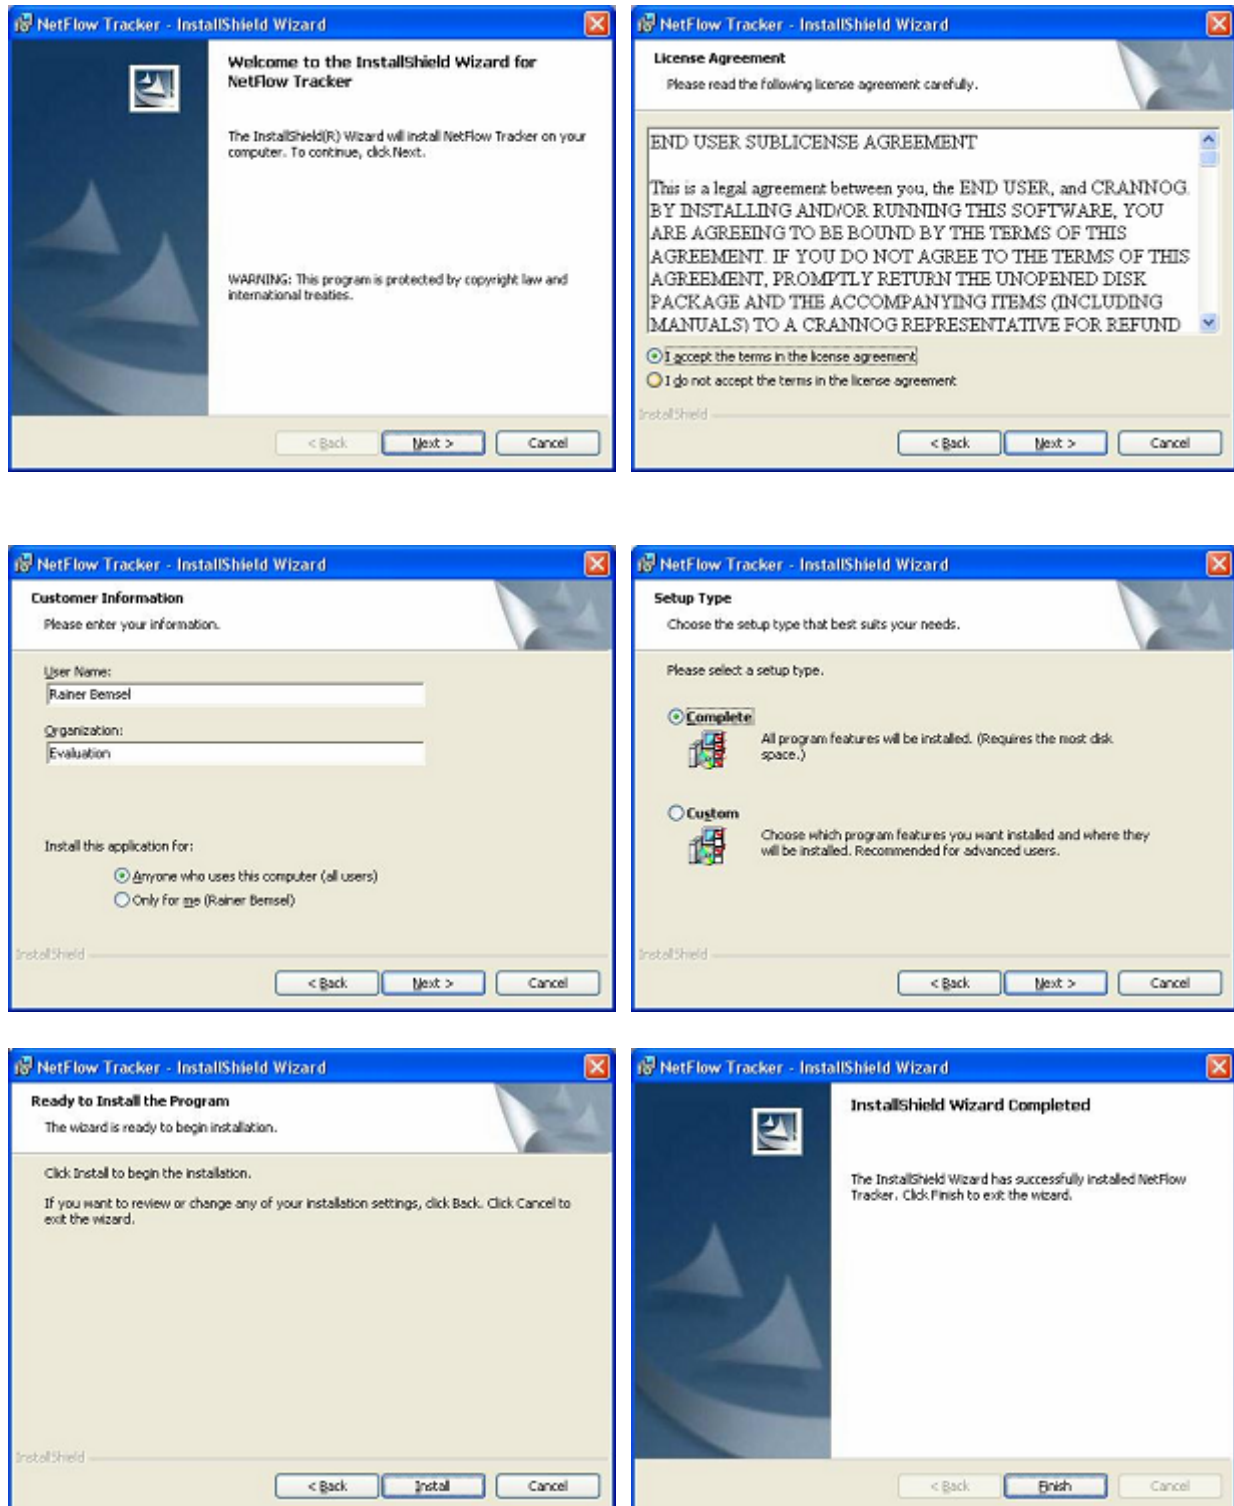 NetFlow Tracker - InstallShield Wizard
Welcome to the InstallShield Wizard for
NetFlow Tracker
The InstallShield(R) Wizard will install NetFlow Tracker on your
computer. To continue, click Next.
WARNING: This program is protected by copyright law and
international treaties.
< Back
Next >
Cancel
NetFlow Tracker - InstallShield Wizard
License Agreement
Please read the following license agreement carefully.
END USER SUBLICENSE AGREEMENT
This is a legal agreement between you, the END USER, and CRANNOG.
BY INSTALLING AND/OR RUNNING THIS SOFTWARE, YOU
ARE AGREEING TO BE BOUND BY THE TERMS OF THIS
AGREEMENT. IF YOU DO NOT AGREE TO THE TERMS OF THIS
AGREEMENT, PROMPTLY RETURN THE UNOPENED DISK
PACKAGE AND THE ACCOMPANYING ITEMS (INCLUDING
MANUALS) TO A CRANNOG REPRESENTATIVE FOR REFUND
I accept the terms in the license agreement
I do not accept the terms in the license agreement
InstallShield
< Back
Next >
Cancel
NetFlow Tracker - InstallShield Wizard
Customer Information
Please enter your information.
User Name:
Rainer Bemsel
Organization:
Evaluation
Install this application for:
Anyone who uses this computer (all users)
Only for me (Rainer Bemsel)
InstallShield
< Back
Next >
Cancel
NetFlow Tracker - InstallShield Wizard
Setup Type
Choose the setup type that best suits your needs.
Please select a setup type.
Complete
All program features will be installed. (Requires the most disk
space.)
Custom
Choose which program features you want installed and where they
will be installed. Recommended for advanced users.
InstallShield
< Back
Next >
Cancel
NetFlow Tracker - InstallShield Wizard
Ready to Install the Program
The wizard is ready to begin installation.
Click Install to begin the installation.
If you want to review or change any of your installation settings, click Back. Click Cancel to
exit the wizard.
InstallShield
< Back
Install
Cancel
NetFlow Tracker - InstallShield Wizard
InstallShield Wizard Completed
The InstallShield Wizard has successfully installed NetFlow
Tracker. Click Finish to exit the wizard.
< Back
Finish
Cancel